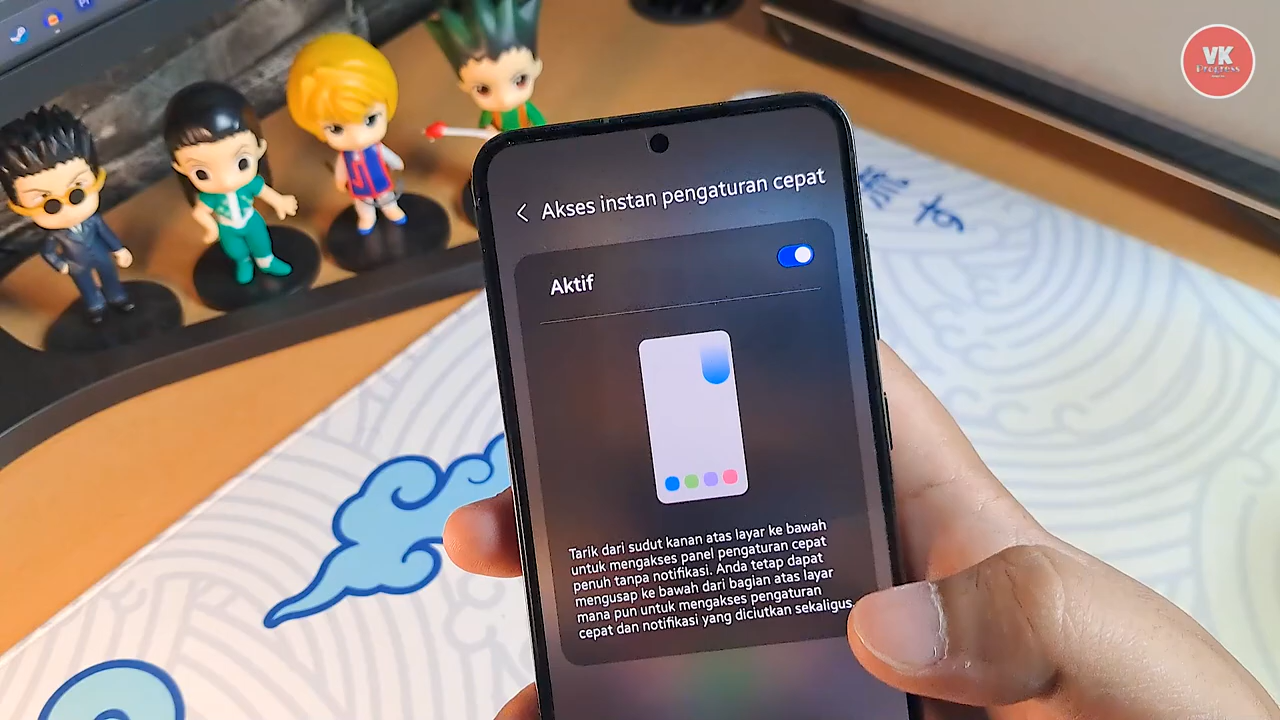 VK
Progress
Akses instan pengaturan cepat
Aktif
Tarik dari sudut kanan atas layar ke bawah
untuk mengakses panel pengaturan cepat
penuh tanpa notifikasi. Anda tetap dapat
mengusap ke bawah dari bagian atas layar
mana pun untuk mengakses pengaturan
cepat dan notifikasi yang diciutkan sekaligus.
す